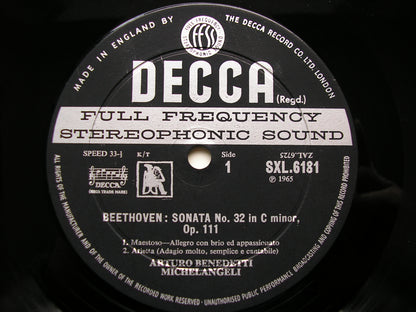 MADE IN ENGLAND BY
THE DECCA RECORD CO. LTD. LONDON
FULL FREQUENCY
ffss
STEREOPHONIC SOUND
DECCA
(Regd.)
FULL FREQUENCY
STEREOPHONIC SOUND
SPEED 33⅓
K/T
Side
1
ZAL.6725
SXL.6181
℗ 1965
DECCA
BEETHOVEN: SONATA No. 32 in C minor,
Op. 111
1. Maestoso—Allegro con brio ed appassionato
2. Arietta (Adagio molto, semplice e cantabile)
ARTURO BENEDETTI
MICHELANGELI
ALL RIGHTS OF THE MANUFACTURER AND OF THE OWNER OF THE RECORDED WORK RESERVED · UNAUTHORISED PUBLIC PERFORMANCE BROADCASTING AND COPYING OF THIS RECORD PROHIBITED